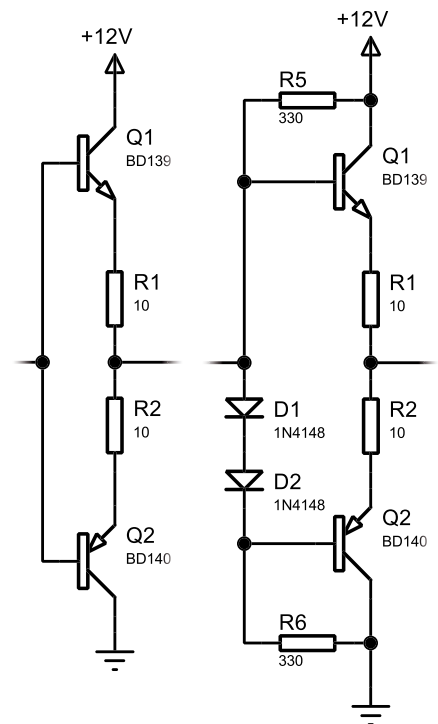 +12V
Q1
BD139
R1
10
R2
10
Q2
BD140
+12V
R5
330
Q1
BD139
R1
10
D1
1N4148
R2
10
D2
1N4148
Q2
BD140
R6
330